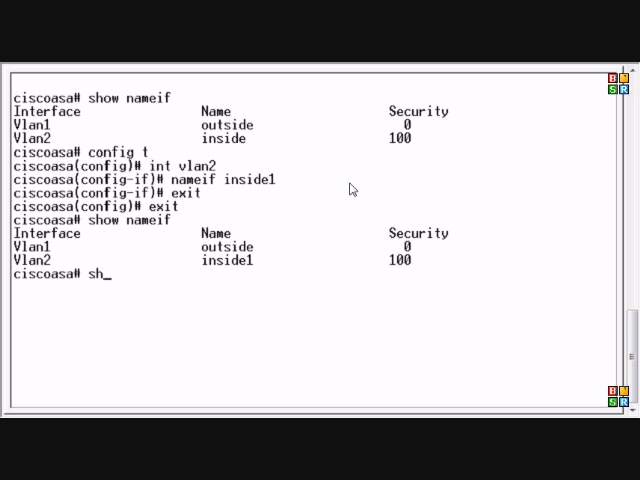 ciscoasa# show nameif
Interface Name Security
Vlan1 outside 0
Vlan2 inside 100
ciscoasa# config t
ciscoasa(config)# int vlan2
ciscoasa(config-if)# nameif inside1
ciscoasa(config-if)# exit
ciscoasa(config)# exit
ciscoasa# show nameif
Interface Name Security
Vlan1 outside 0
Vlan2 inside1 100
ciscoasa# sh_